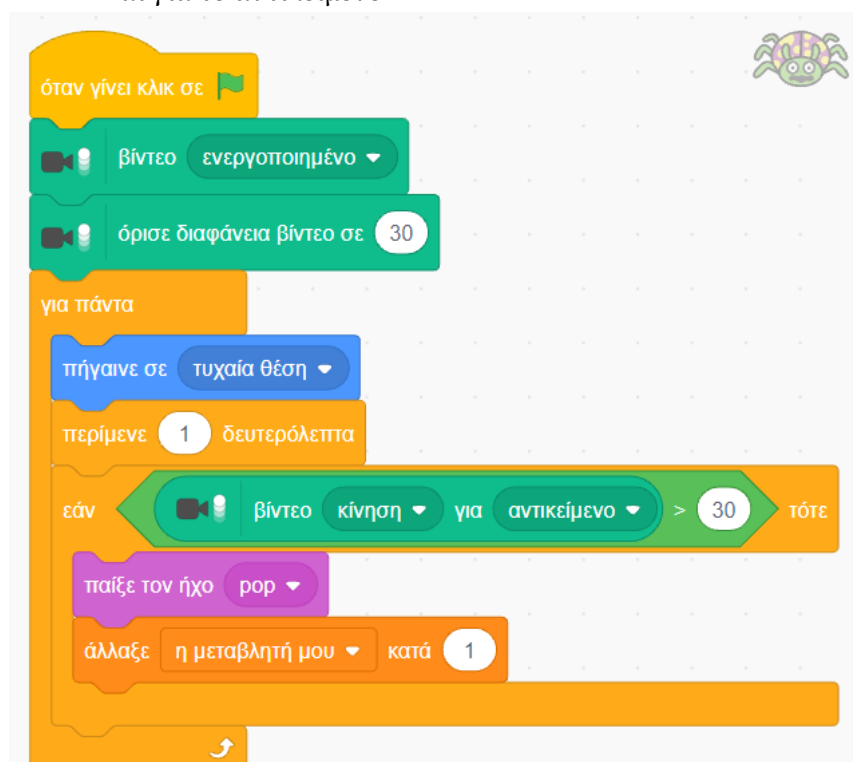 όταν γίνει κλικ σε
βίντεο ενεργοποιημένο
όρισε διαφάνεια βίντεο σε 30
για πάντα
πήγαινε σε τυχαία θέση
περίμενε 1 δευτερόλεπτα
εάν βίντεο κίνηση για αντικείμενο > 30 τότε
παίξε τον ήχο pop
άλλαξε η μεταβλητή μου κατά 1